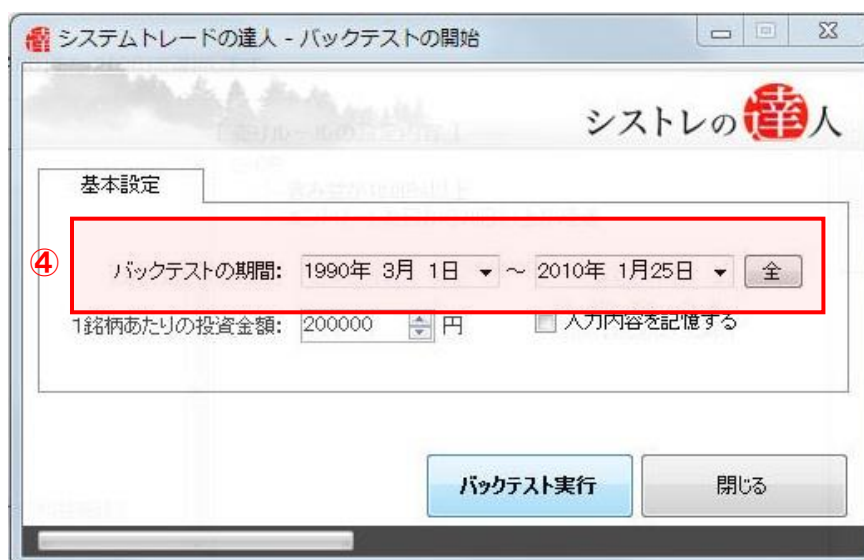 システムトレードの達人 - バックテストの開始
シストレの達人
基本設定
④
バックテストの期間: 1990年 3月 1日 ～ 2010年 1月25日 全
1銘柄あたりの投資金額: 200000 円 入力内容を記憶する
バックテスト実行 閉じる